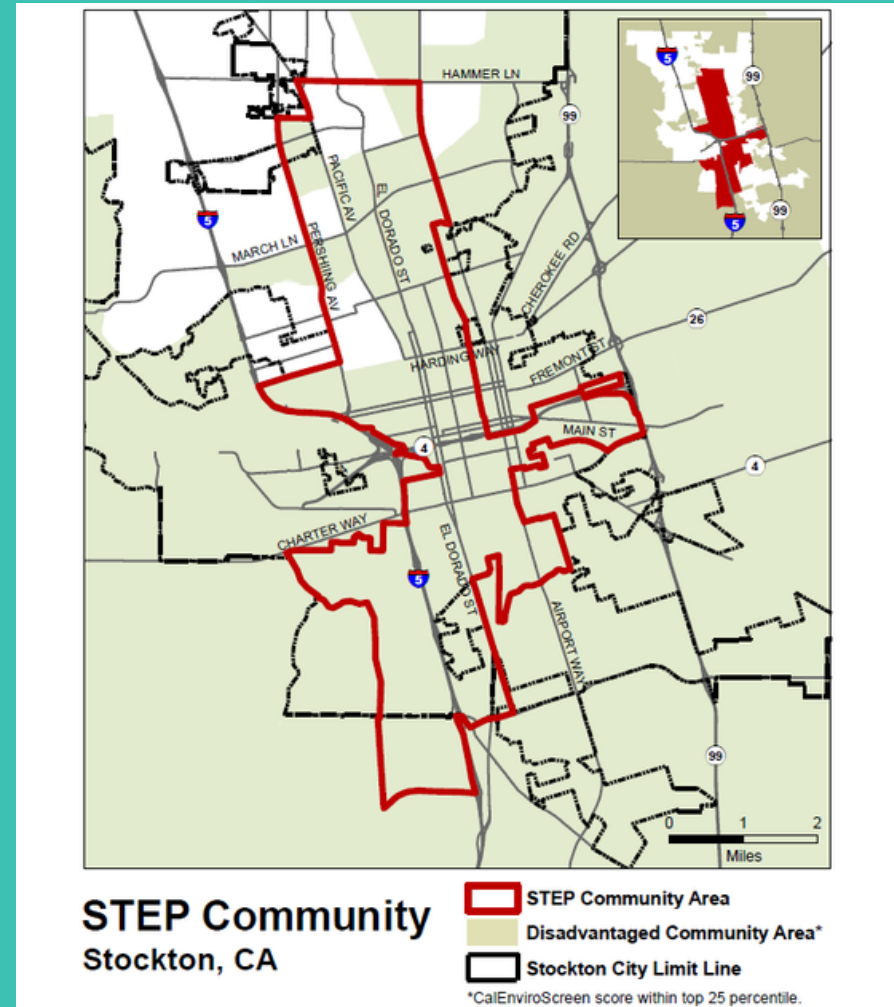 HAMMER LN
99
5
99
99
5
5
PACIFIC AV
EL DORADO ST
PERSHIING AV
MARCH LN
CHEROKEE RD
26
HARDING WAY
FREMONT ST
MAIN ST
4
4
CHARTER WAY
5
EL DORADO ST
AIRPORT WAY
99
0 1 2
Miles
STEP Community
Stockton, CA
STEP Community Area
Disadvantaged Community Area*
Stockton City Limit Line
*CalEnviroScreen score within top 25 percentile.